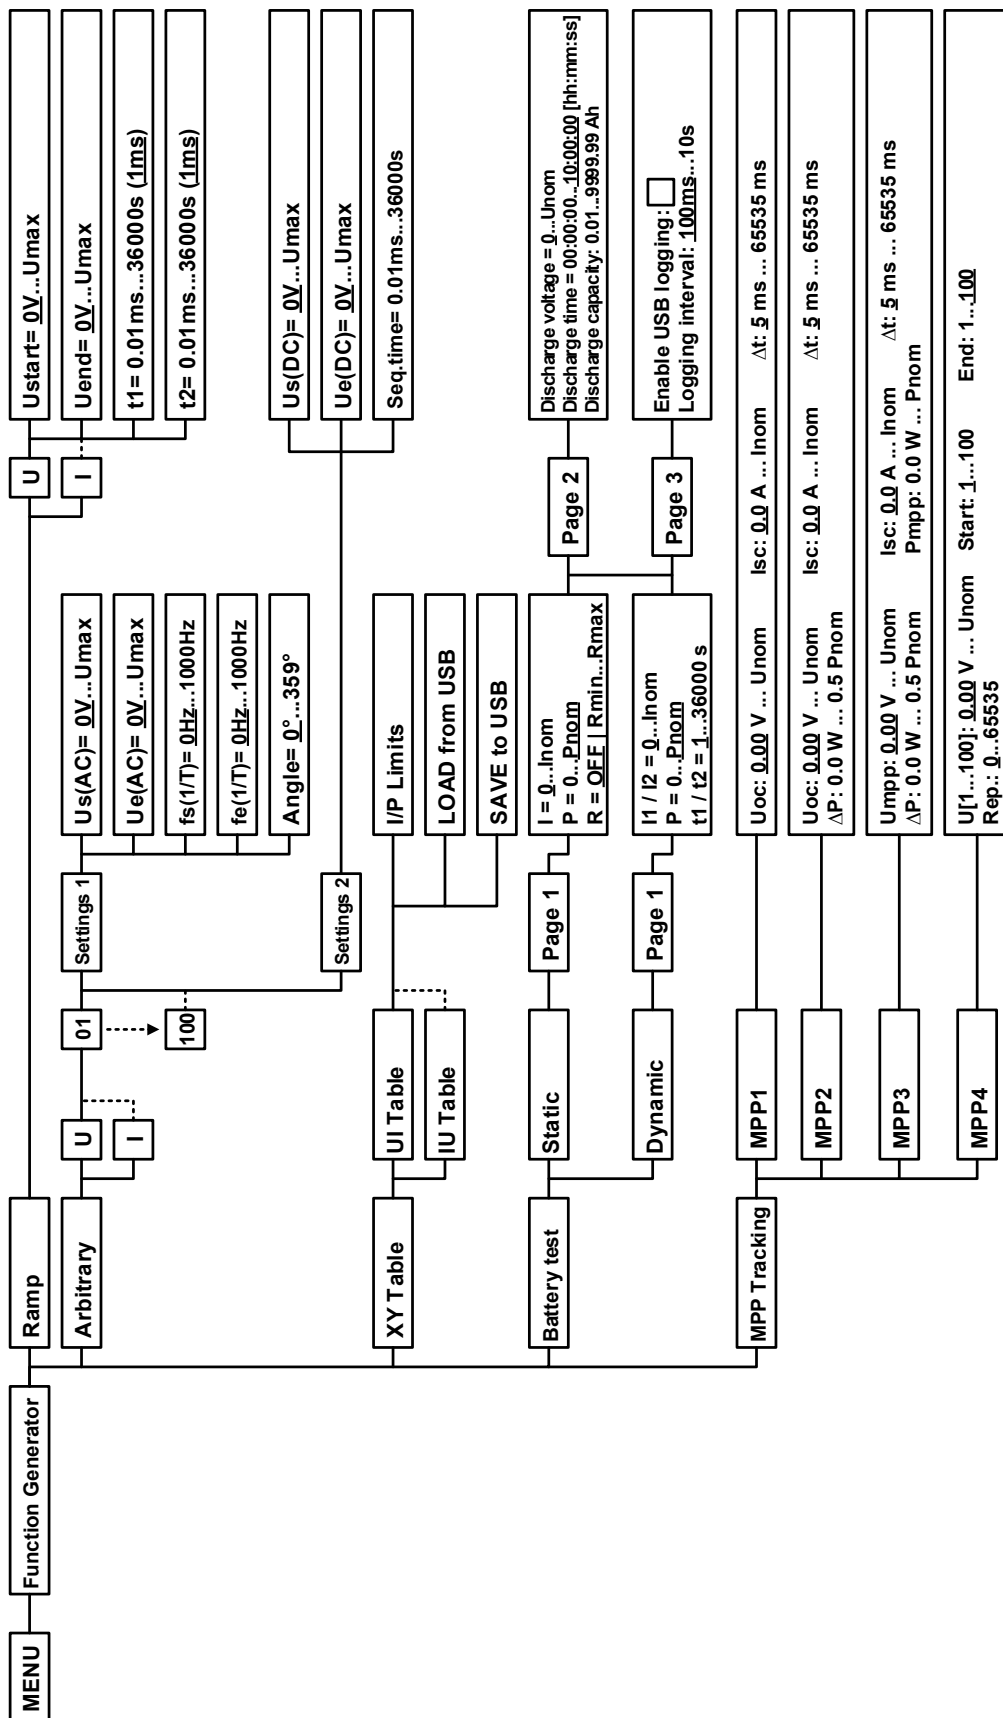 MENU
Function Generator
Ramp
U
I
Ustart= 0V...Umax
Uend= 0V...Umax
t1= 0.01ms...36000s (1ms)
t2= 0.01ms...36000s (1ms)
Arbitrary
U
I
01
100
Settings 1
Us(AC)= 0V...Umax
Ue(AC)= 0V...Umax
fs(1/T)= 0Hz...1000Hz
fe(1/T)= 0Hz...1000Hz
Angle= 0°...359°
Settings 2
Us(DC)= 0V...Umax
Ue(DC)= 0V...Umax
Seq.time= 0.01ms...36000s
XY Table
UI Table
IU Table
I/P Limits
LOAD from USB
SAVE to USB
Battery test
Static
Page 1
I = 0...Inom
P = 0...Pnom
R = OFF | Rmin...Rmax
Dynamic
Page 1
I1 / I2 = 0...Inom
P = 0...Pnom
t1 / t2 = 1...36000 s
Page 2
Discharge voltage = 0...Unom
Discharge time = 00:00:00...10:00:00 [hh:mm:ss]
Discharge capacity: 0.01...9999.99 Ah
Page 3
Enable USB logging:
Logging interval: 100ms...10s
MPP Tracking
MPP1
Uoc: 0.00 V ... Unom Isc: 0.0 A ... Inom Δt: 5 ms ... 65535 ms
MPP2
Uoc: 0.00 V ... Unom Isc: 0.0 A ... Inom Δt: 5 ms ... 65535 ms
ΔP: 0.0 W ... 0.5 Pnom
MPP3
Umpp: 0.00 V ... Unom Isc: 0.0 A ... Inom Δt: 5 ms ... 65535 ms
ΔP: 0.0 W ... 0.5 Pnom Pmpp: 0.0 W ... Pnom
MPP4
U[1...100]: 0.00 V ... Unom Start: 1...100 End: 1...100
Rep.: 0...65535